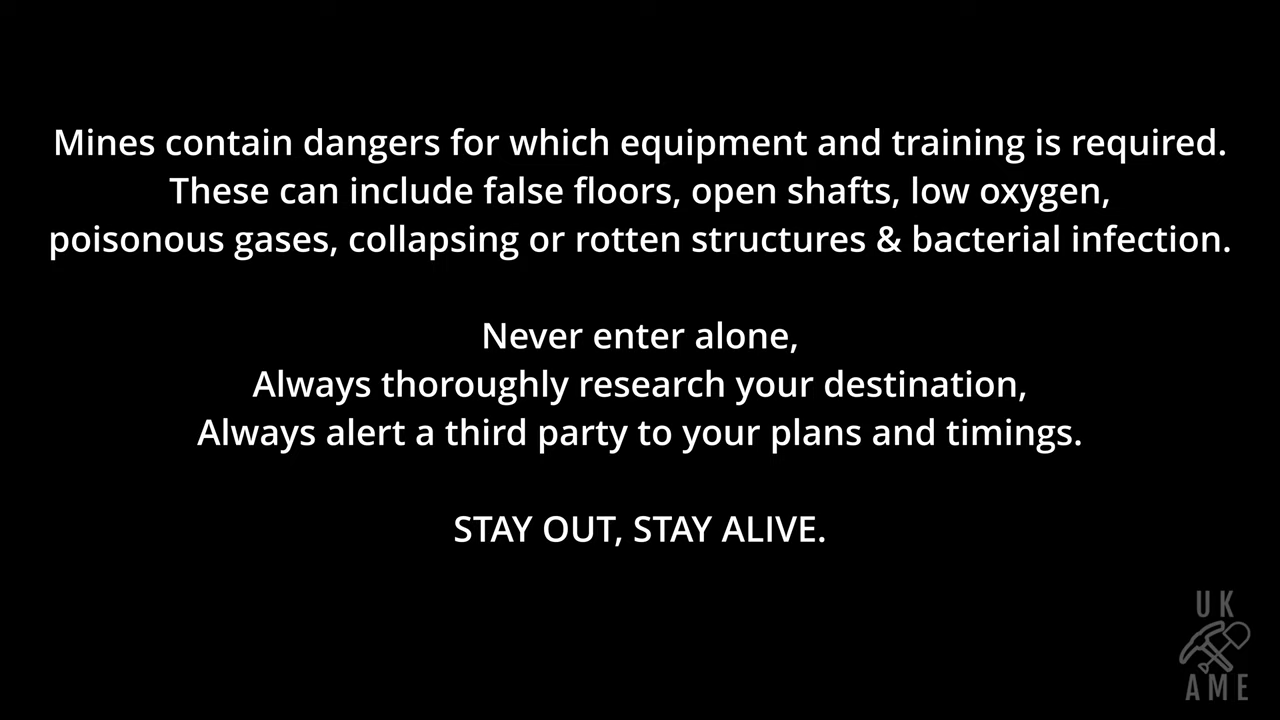 Mines contain dangers for which equipment and training is required.
These can include false floors, open shafts, low oxygen,
poisonous gases, collapsing or rotten structures & bacterial infection.
Never enter alone,
Always thoroughly research your destination,
Always alert a third party to your plans and timings.
STAY OUT, STAY ALIVE.
UK
AME